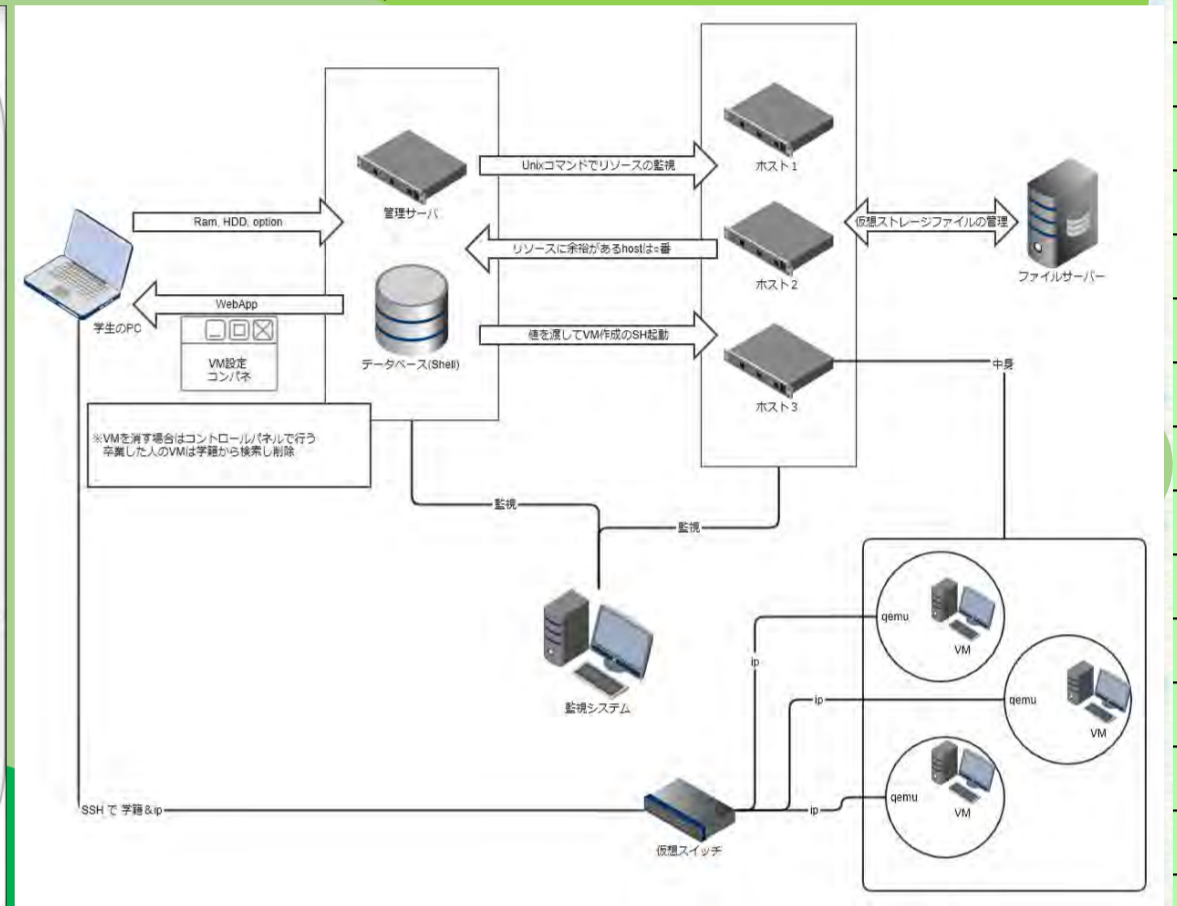 Unixコマンドでリソースの監視
ホスト1
管理サーバ
Ram, HDD, option
仮想ストレージファイルの管理
リソースに余裕があるhostは○番
ファイルサーバー
ホスト2
WebApp
学生のPC
値を渡してVM作成のSH起動
VM設定
コンパネ
データベース(Shell)
中身
ホスト3
※VMを消す場合はコントロールパネルで行う
卒業した人のVMは学籍から検索し削除
監視
監視
qemu
VM
ip
監視システム
ip
qemu
VM
SSH で 学籍&ip
ip
qemu
VM
仮想スイッチ